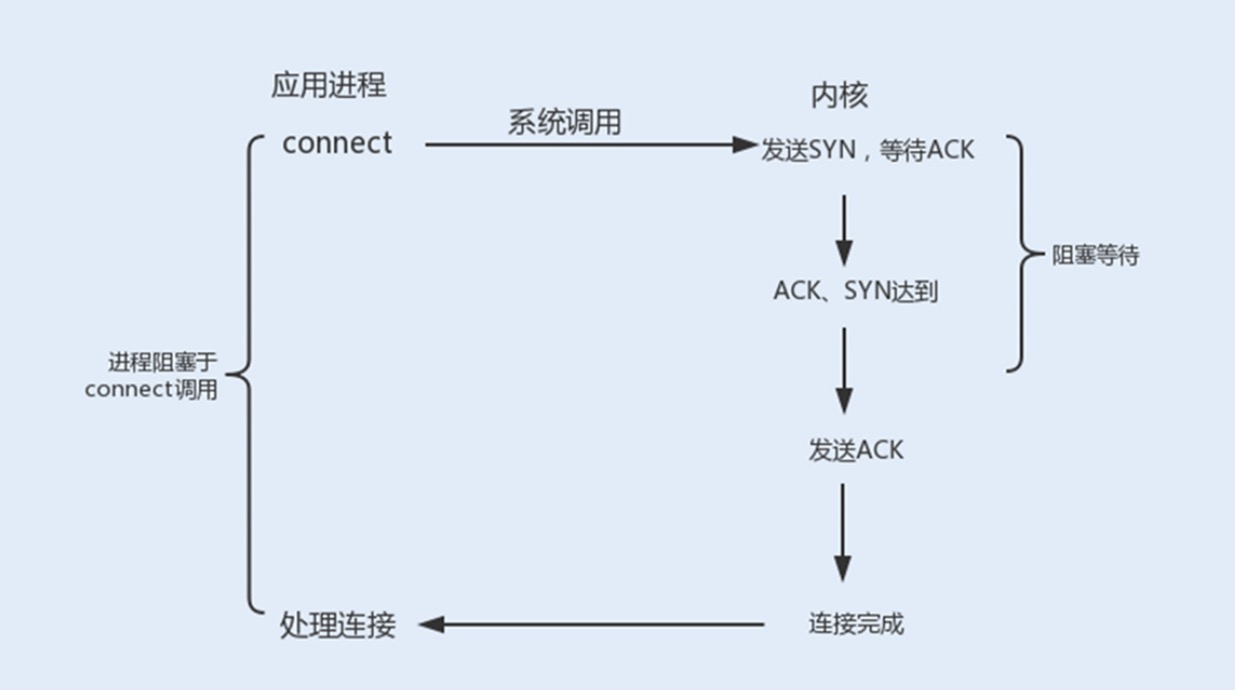 应用进程
内核
系统调用
connect
发送SYN，等待ACK
阻塞等待
ACK、SYN达到
进程阻塞于
connect调用
发送ACK
处理连接
连接完成